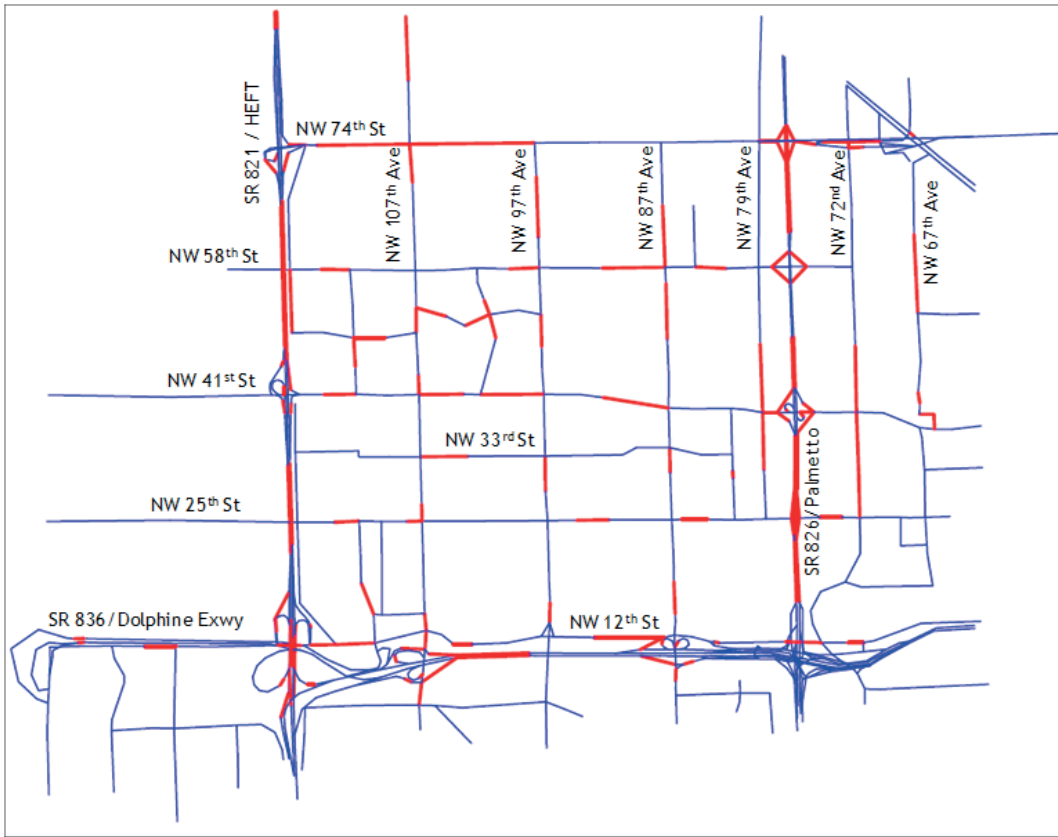 SR 821 / HEFT
NW 74th St
NW 107th Ave
NW 97th Ave
NW 87th Ave
NW 79th Ave
NW 72nd Ave
NW 67th Ave
NW 58th St
NW 41st St
NW 33rd St
NW 25th St
SR 826/ Palmetto
SR 836/ Dolphine Exwy
NW 12th St